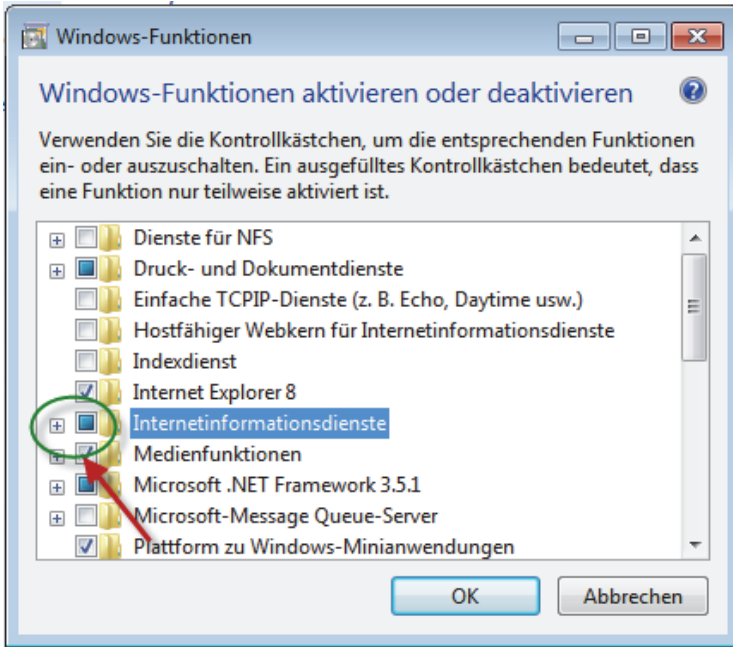 Windows-Funktionen
Windows-Funktionen aktivieren oder deaktivieren
Verwenden Sie die Kontrollkästchen, um die entsprechenden Funktionen
ein- oder auszuschalten. Ein ausgefülltes Kontrollkästchen bedeutet, dass
eine Funktion nur teilweise aktiviert ist.
Dienste für NFS
Druck- und Dokumentdienste
Einfache TCPIP-Dienste (z. B. Echo, Daytime usw.)
Hostfähiger Webkern für Internetinformationsdienste
Indexdienst
Internet Explorer 8
Internetinformationsdienste
Medienfunktionen
Microsoft .NET Framework 3.5.1
Microsoft-Message Queue-Server
Plattform zu Windows-Minianwendungen
OK Abbrechen